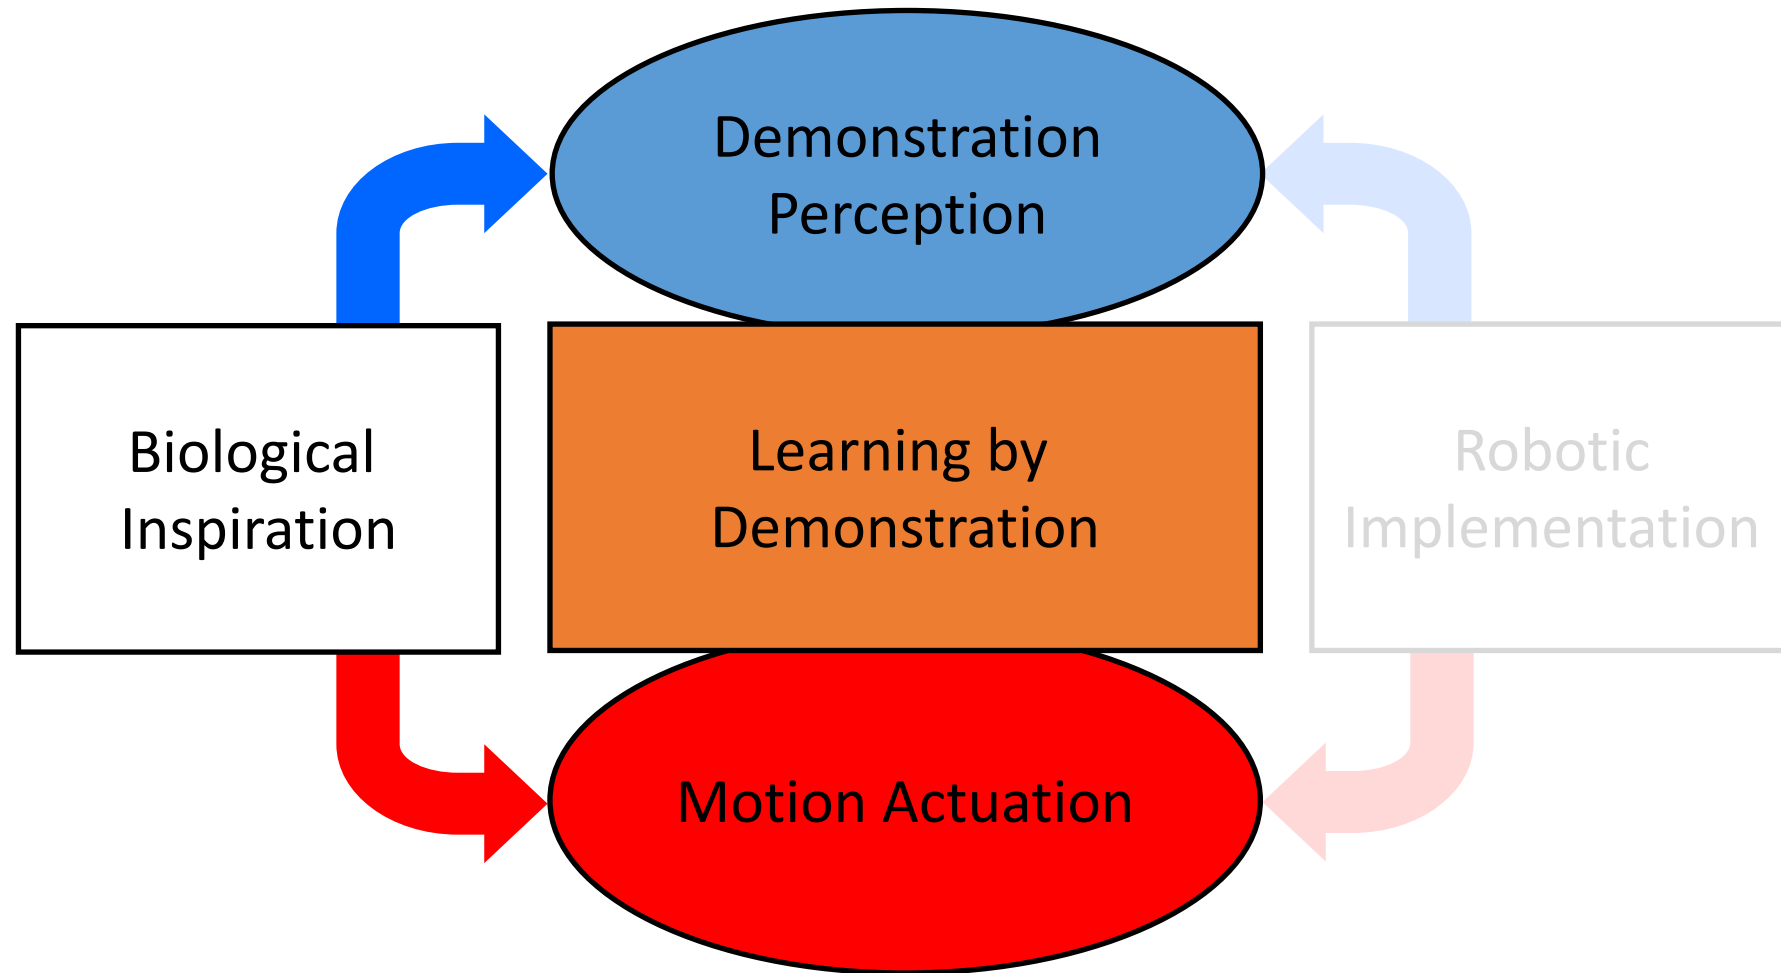 Demonstration
Perception
Biological
Inspiration
Learning by
Demonstration
Robotic
Implementation
Motion Actuation